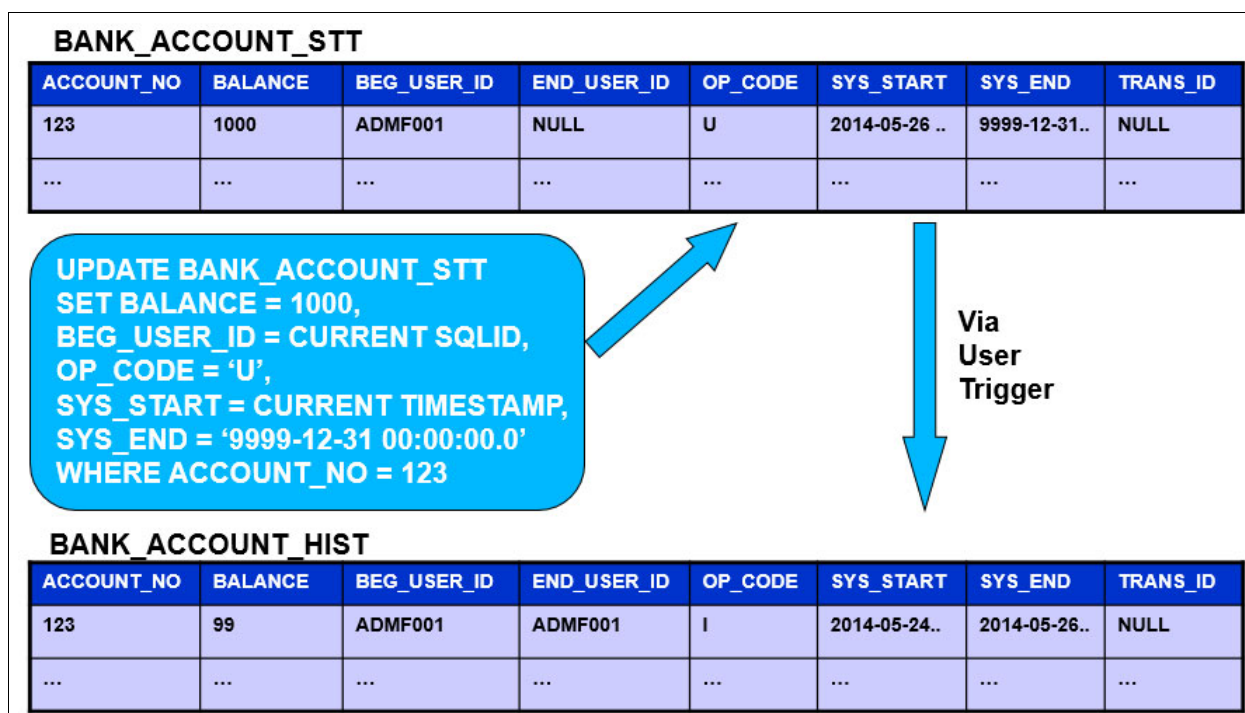 BANK_ACCOUNT_STT
ACCOUNT_NO BALANCE BEG_USER_ID END_USER_ID OP_CODE SYS_START SYS_END TRANS_ID
123 1000 ADMF001 NULL U 2014-05-26 .. 9999-12-31.. NULL
... ... ... ... ... ... ... ...
UPDATE BANK_ACCOUNT_STT
SET BALANCE = 1000,
BEG_USER_ID = CURRENT SQLID,
OP_CODE = ‘U’,
SYS_START = CURRENT TIMESTAMP,
SYS_END = ‘9999-12-31 00:00:00.0’
WHERE ACCOUNT_NO = 123
Via
User
Trigger
BANK_ACCOUNT_HIST
ACCOUNT_NO BALANCE BEG_USER_ID END_USER_ID OP_CODE SYS_START SYS_END TRANS_ID
123 99 ADMF001 ADMF001 I 2014-05-24.. 2014-05-26.. NULL
... ... ... ... ... ... ... ...